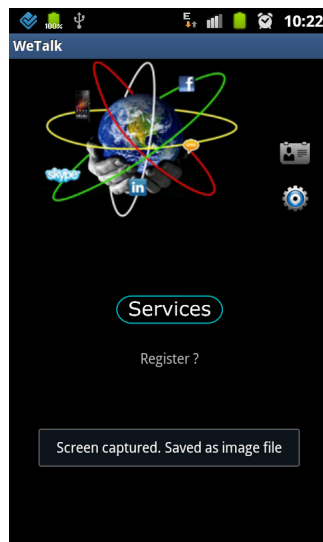 100%
E
10:22
WeTalk
f
skype
in
Services
Register ?
Screen captured. Saved as image file